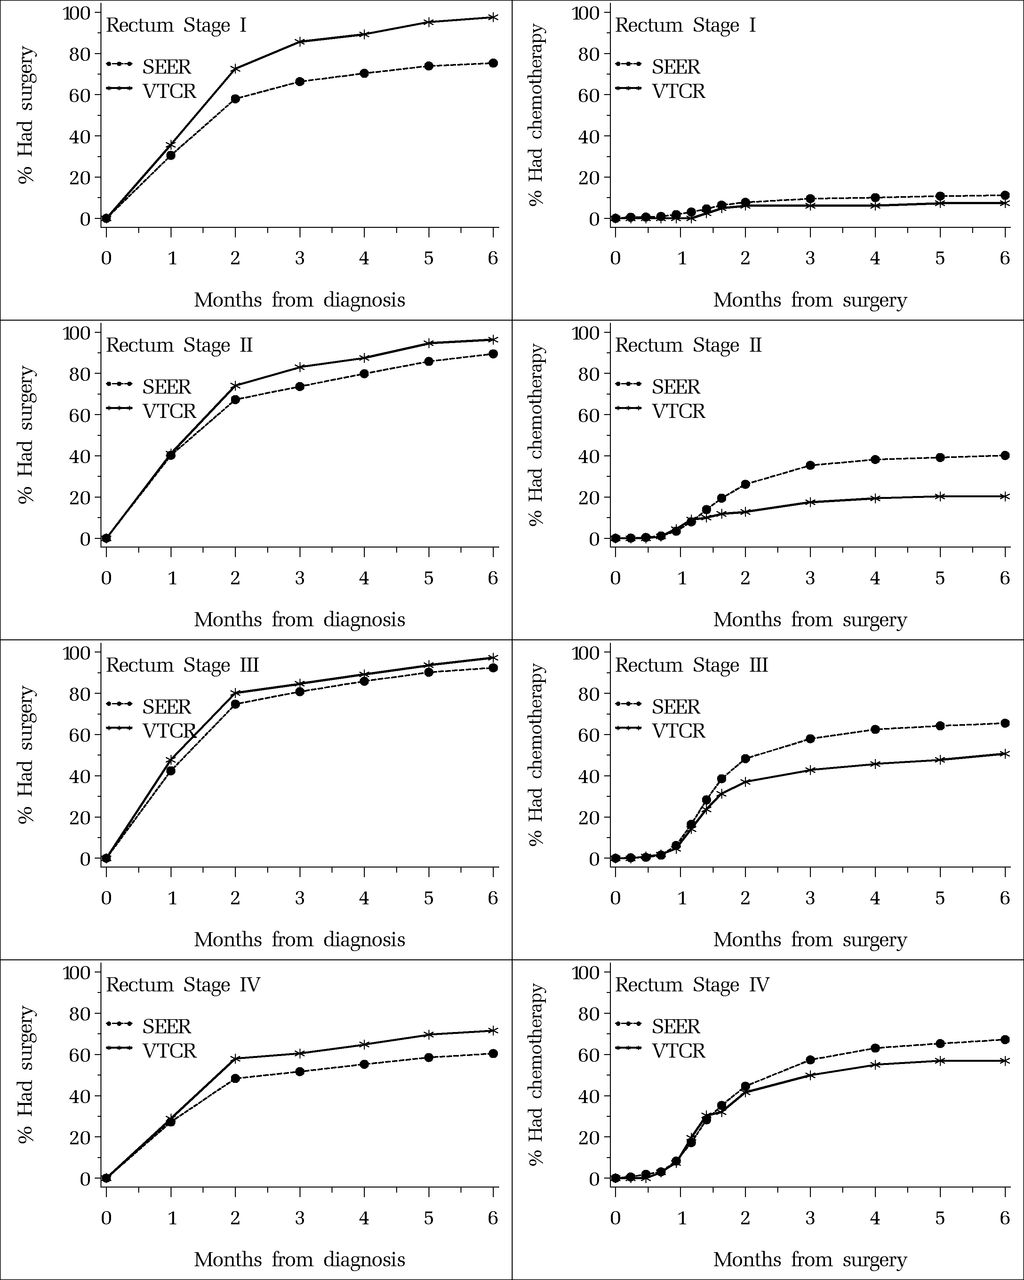 Rectum Stage I
SEER
VTCR
% Had surgery
100
80
60
40
20
0
0 1 2 3 4 5 6
Months from diagnosis
Rectum Stage I
SEER
VTCR
% Had chemotherapy
100
80
60
40
20
0
0 1 2 3 4 5 6
Months from surgery
Rectum Stage II
SEER
VTCR
% Had surgery
100
80
60
40
20
0
0 1 2 3 4 5 6
Months from diagnosis
Rectum Stage II
SEER
VTCR
% Had chemotherapy
100
80
60
40
20
0
0 1 2 3 4 5 6
Months from surgery
Rectum Stage III
SEER
VTCR
% Had surgery
100
80
60
40
20
0
0 1 2 3 4 5 6
Months from diagnosis
Rectum Stage III
SEER
VTCR
% Had chemotherapy
100
80
60
40
20
0
0 1 2 3 4 5 6
Months from surgery
Rectum Stage IV
SEER
VTCR
% Had surgery
100
80
60
40
20
0
0 1 2 3 4 5 6
Months from diagnosis
Rectum Stage IV
SEER
VTCR
% Had chemotherapy
100
80
60
40
20
0
0 1 2 3 4 5 6
Months from surgery